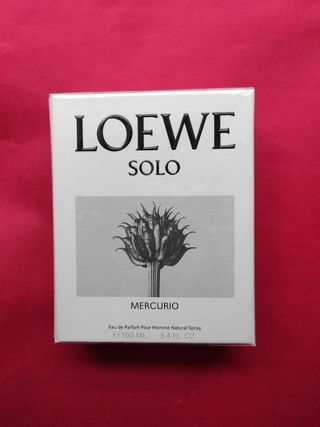 LOEWE
SOLO
MERCURIO
Eau de Parfum Pour Homme Natural Spray
℮100 ML 3.4 FL. OZ